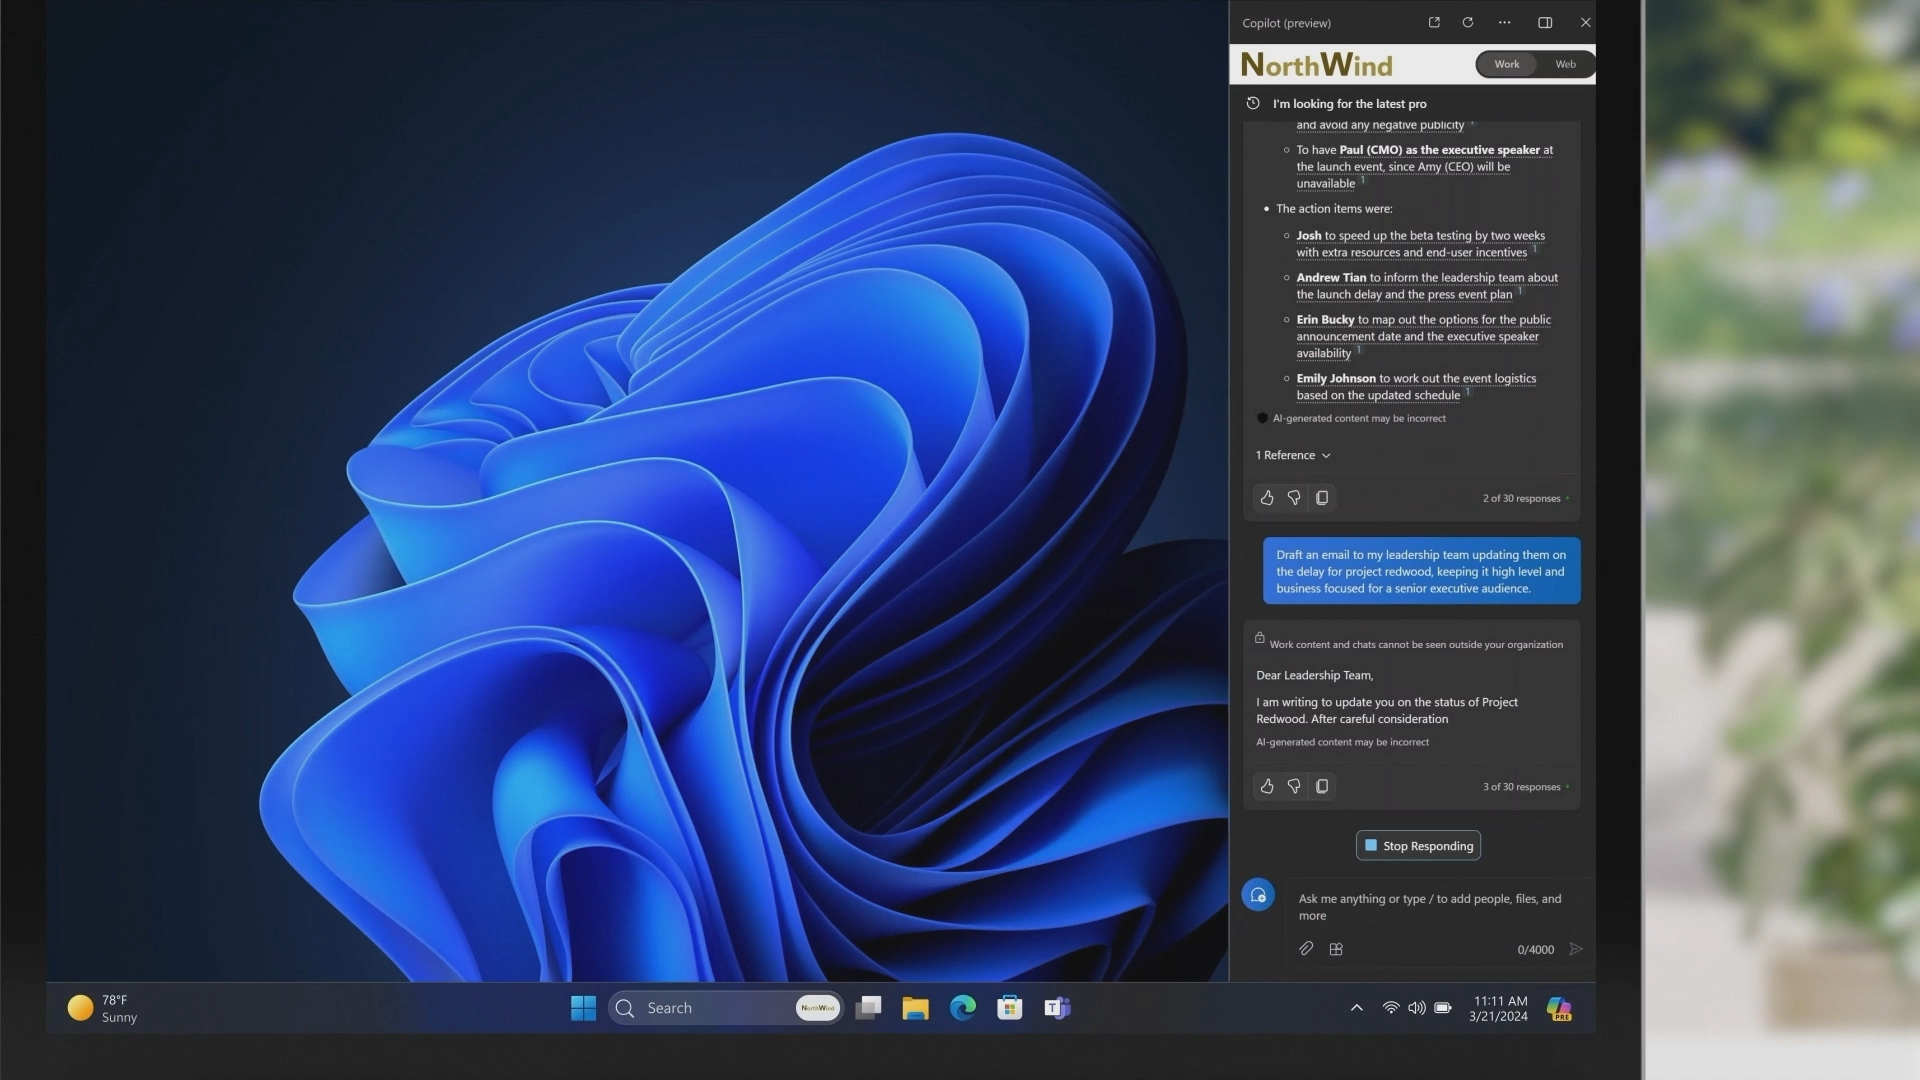 Copilot (preview)
NorthWind
Work Web
I'm looking for the latest pro
and avoid any negative publicity 1
To have Paul (CMO) as the executive speaker at
the launch event, since Amy (CEO) will be
unavailable 1
• The action items were:
Josh to speed up the beta testing by two weeks
with extra resources and end-user incentives 1
Andrew Tian to inform the leadership team about
the launch delay and the press event plan 1
Erin Bucky to map out the options for the public
announcement date and the executive speaker
availability 1
Emily Johnson to work out the event logistics
based on the updated schedule 1
AI-generated content may be incorrect
1 Reference
2 of 30 responses
Draft an email to my leadership team updating them on
the delay for project redwood, keeping it high level and
business focused for a senior executive audience.
Work content and chats cannot be seen outside your organization
Dear Leadership Team,
I am writing to update you on the status of Project
Redwood. After careful consideration
AI-generated content may be incorrect
3 of 30 responses
Stop Responding
Ask me anything or type / to add people, files, and
more
0/4000
78°F
Sunny
Search
NorthWind
T
11:11 AM
3/21/2024
PRE